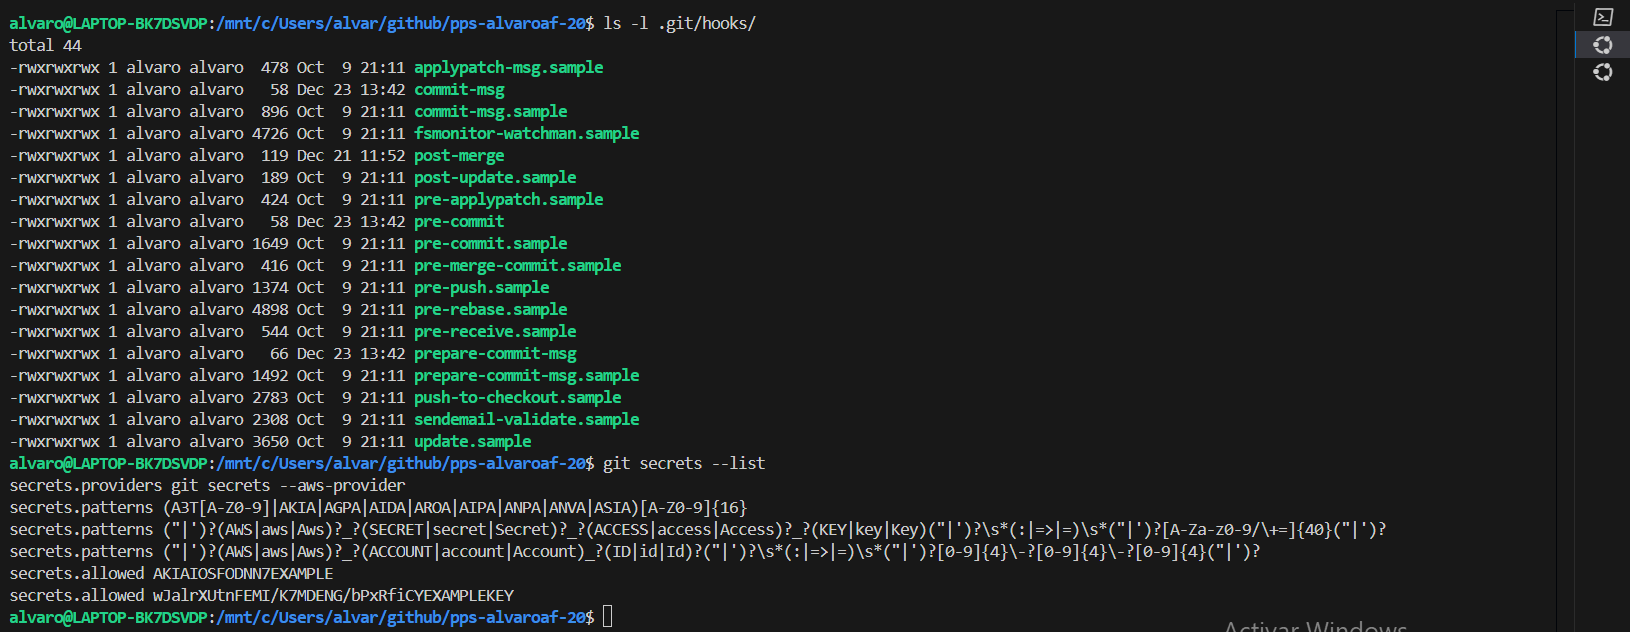 alvaro@LAPTOP-BK7DSVDP:/mnt/c/Users/alvar/github/pps-alvaroaf-20$ ls -l .git/hooks/
total 44
-rwxrwxrwx 1 alvaro alvaro  478 Oct  9 21:11 applypatch-msg.sample
-rwxrwxrwx 1 alvaro alvaro   58 Dec 23 13:42 commit-msg
-rwxrwxrwx 1 alvaro alvaro  896 Oct  9 21:11 commit-msg.sample
-rwxrwxrwx 1 alvaro alvaro 4726 Oct  9 21:11 fsmonitor-watchman.sample
-rwxrwxrwx 1 alvaro alvaro  119 Dec 21 11:52 post-merge
-rwxrwxrwx 1 alvaro alvaro  189 Oct  9 21:11 post-update.sample
-rwxrwxrwx 1 alvaro alvaro  424 Oct  9 21:11 pre-applypatch.sample
-rwxrwxrwx 1 alvaro alvaro   58 Dec 23 13:42 pre-commit
-rwxrwxrwx 1 alvaro alvaro 1649 Oct  9 21:11 pre-commit.sample
-rwxrwxrwx 1 alvaro alvaro  416 Oct  9 21:11 pre-merge-commit.sample
-rwxrwxrwx 1 alvaro alvaro 1374 Oct  9 21:11 pre-push.sample
-rwxrwxrwx 1 alvaro alvaro 4898 Oct  9 21:11 pre-rebase.sample
-rwxrwxrwx 1 alvaro alvaro  544 Oct  9 21:11 pre-receive.sample
-rwxrwxrwx 1 alvaro alvaro   66 Dec 23 13:42 prepare-commit-msg
-rwxrwxrwx 1 alvaro alvaro 1492 Oct  9 21:11 prepare-commit-msg.sample
-rwxrwxrwx 1 alvaro alvaro 2783 Oct  9 21:11 push-to-checkout.sample
-rwxrwxrwx 1 alvaro alvaro 2308 Oct  9 21:11 sendemail-validate.sample
-rwxrwxrwx 1 alvaro alvaro 3650 Oct  9 21:11 update.sample
alvaro@LAPTOP-BK7DSVDP:/mnt/c/Users/alvar/github/pps-alvaroaf-20$ git secrets --list
secrets.providers git secrets --aws-provider
secrets.patterns (A3T[A-Z0-9]|AKIA|AGPA|AIDA|AROA|AIPA|ANPA|ANVA|ASIA)[A-Z0-9]{16}
secrets.patterns ("|')?(AWS|aws|Aws)?_?(SECRET|secret|Secret)?_?(ACCESS|access|Access)?_?(KEY|key|Key)("|')?\s*(:|=>|=)\s*("|')?[A-Za-z0-9/\+=]{40}("|')?
secrets.patterns ("|')?(AWS|aws|Aws)?_?(ACCOUNT|account|Account)_?(ID|id|Id)?("|')?\s*(:|=>|=)\s*("|')?[0-9]{4}\-?[0-9]{4}\-?[0-9]{4}("|')?
secrets.allowed AKIAIOSFODNN7EXAMPLE
secrets.allowed wJalrXUtnFEMI/K7MDENG/bPxRfiCYEXAMPLEKEY
alvaro@LAPTOP-BK7DSVDP:/mnt/c/Users/alvar/github/pps-alvaroaf-20$
Activar Windows